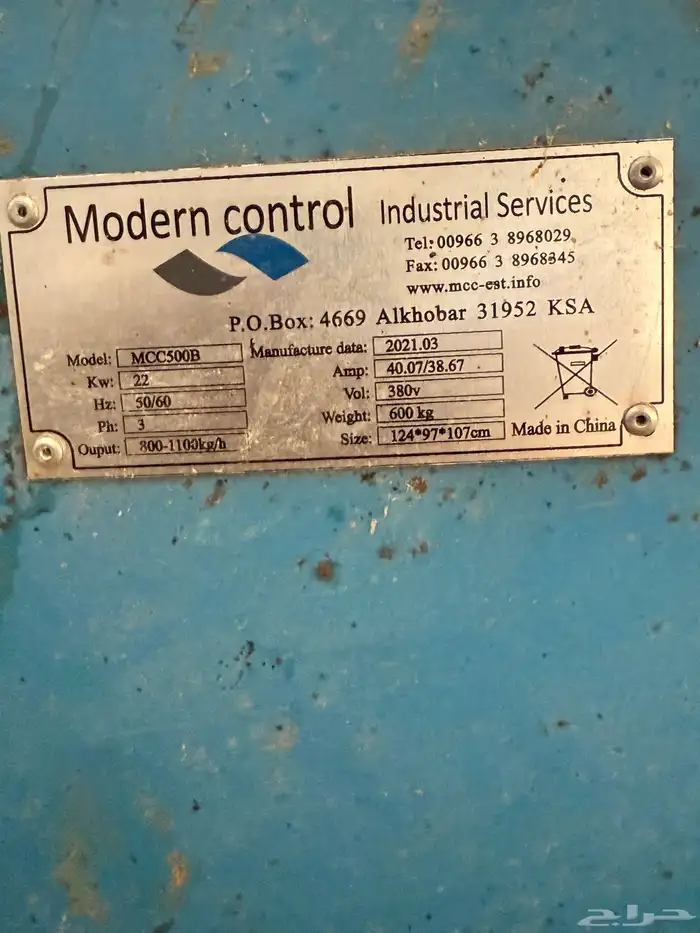 Modern control Industrial Services
Tel: 00966 3 8968029
Fax: 00966 3 8968345
www.mcc-est.info
P.O.Box: 4669 Alkhobar 31952 KSA
Model: MCC500B
Kw: 22
Hz: 50/60
Ph: 3
Ouput: 800-1100kg/h
Manufacture data: 2021.03
Amp: 40.07/38.67
Vol: 380v
Weight: 600 kg
Size: 124*97*107cm
Made in China
حراج